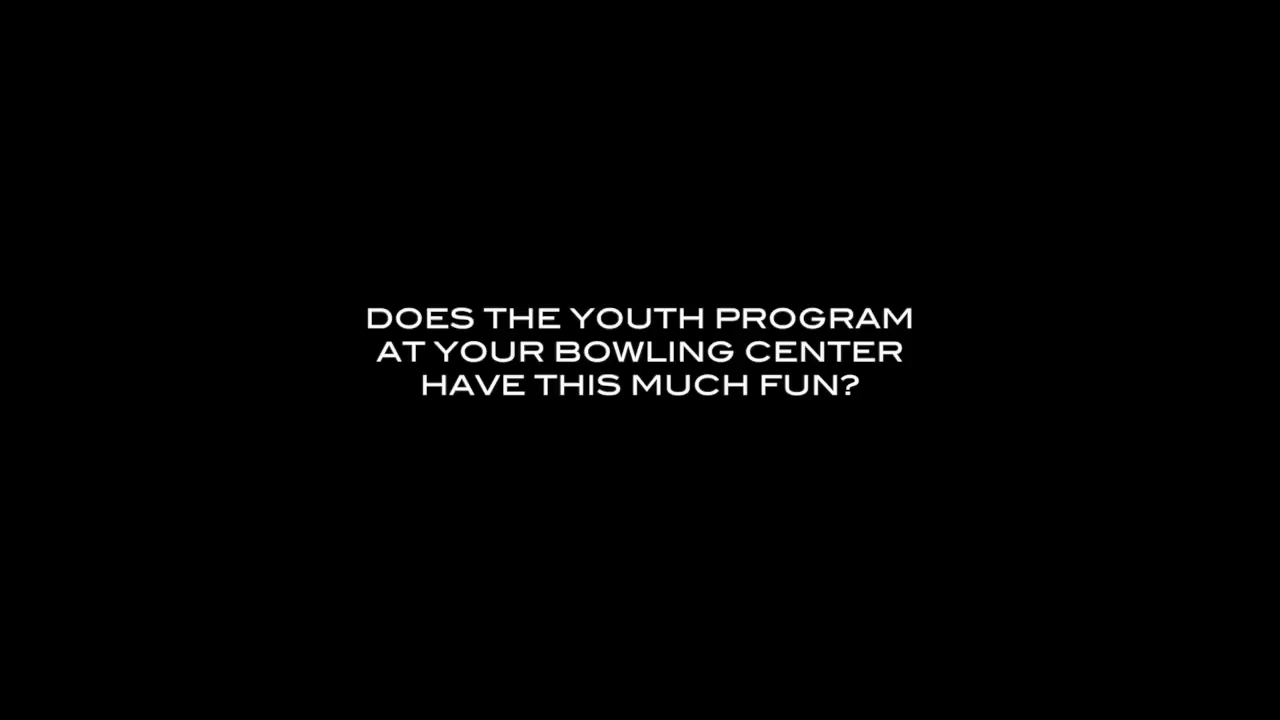 DOES THE YOUTH PROGRAM
AT YOUR BOWLING CENTER
HAVE THIS MUCH FUN?